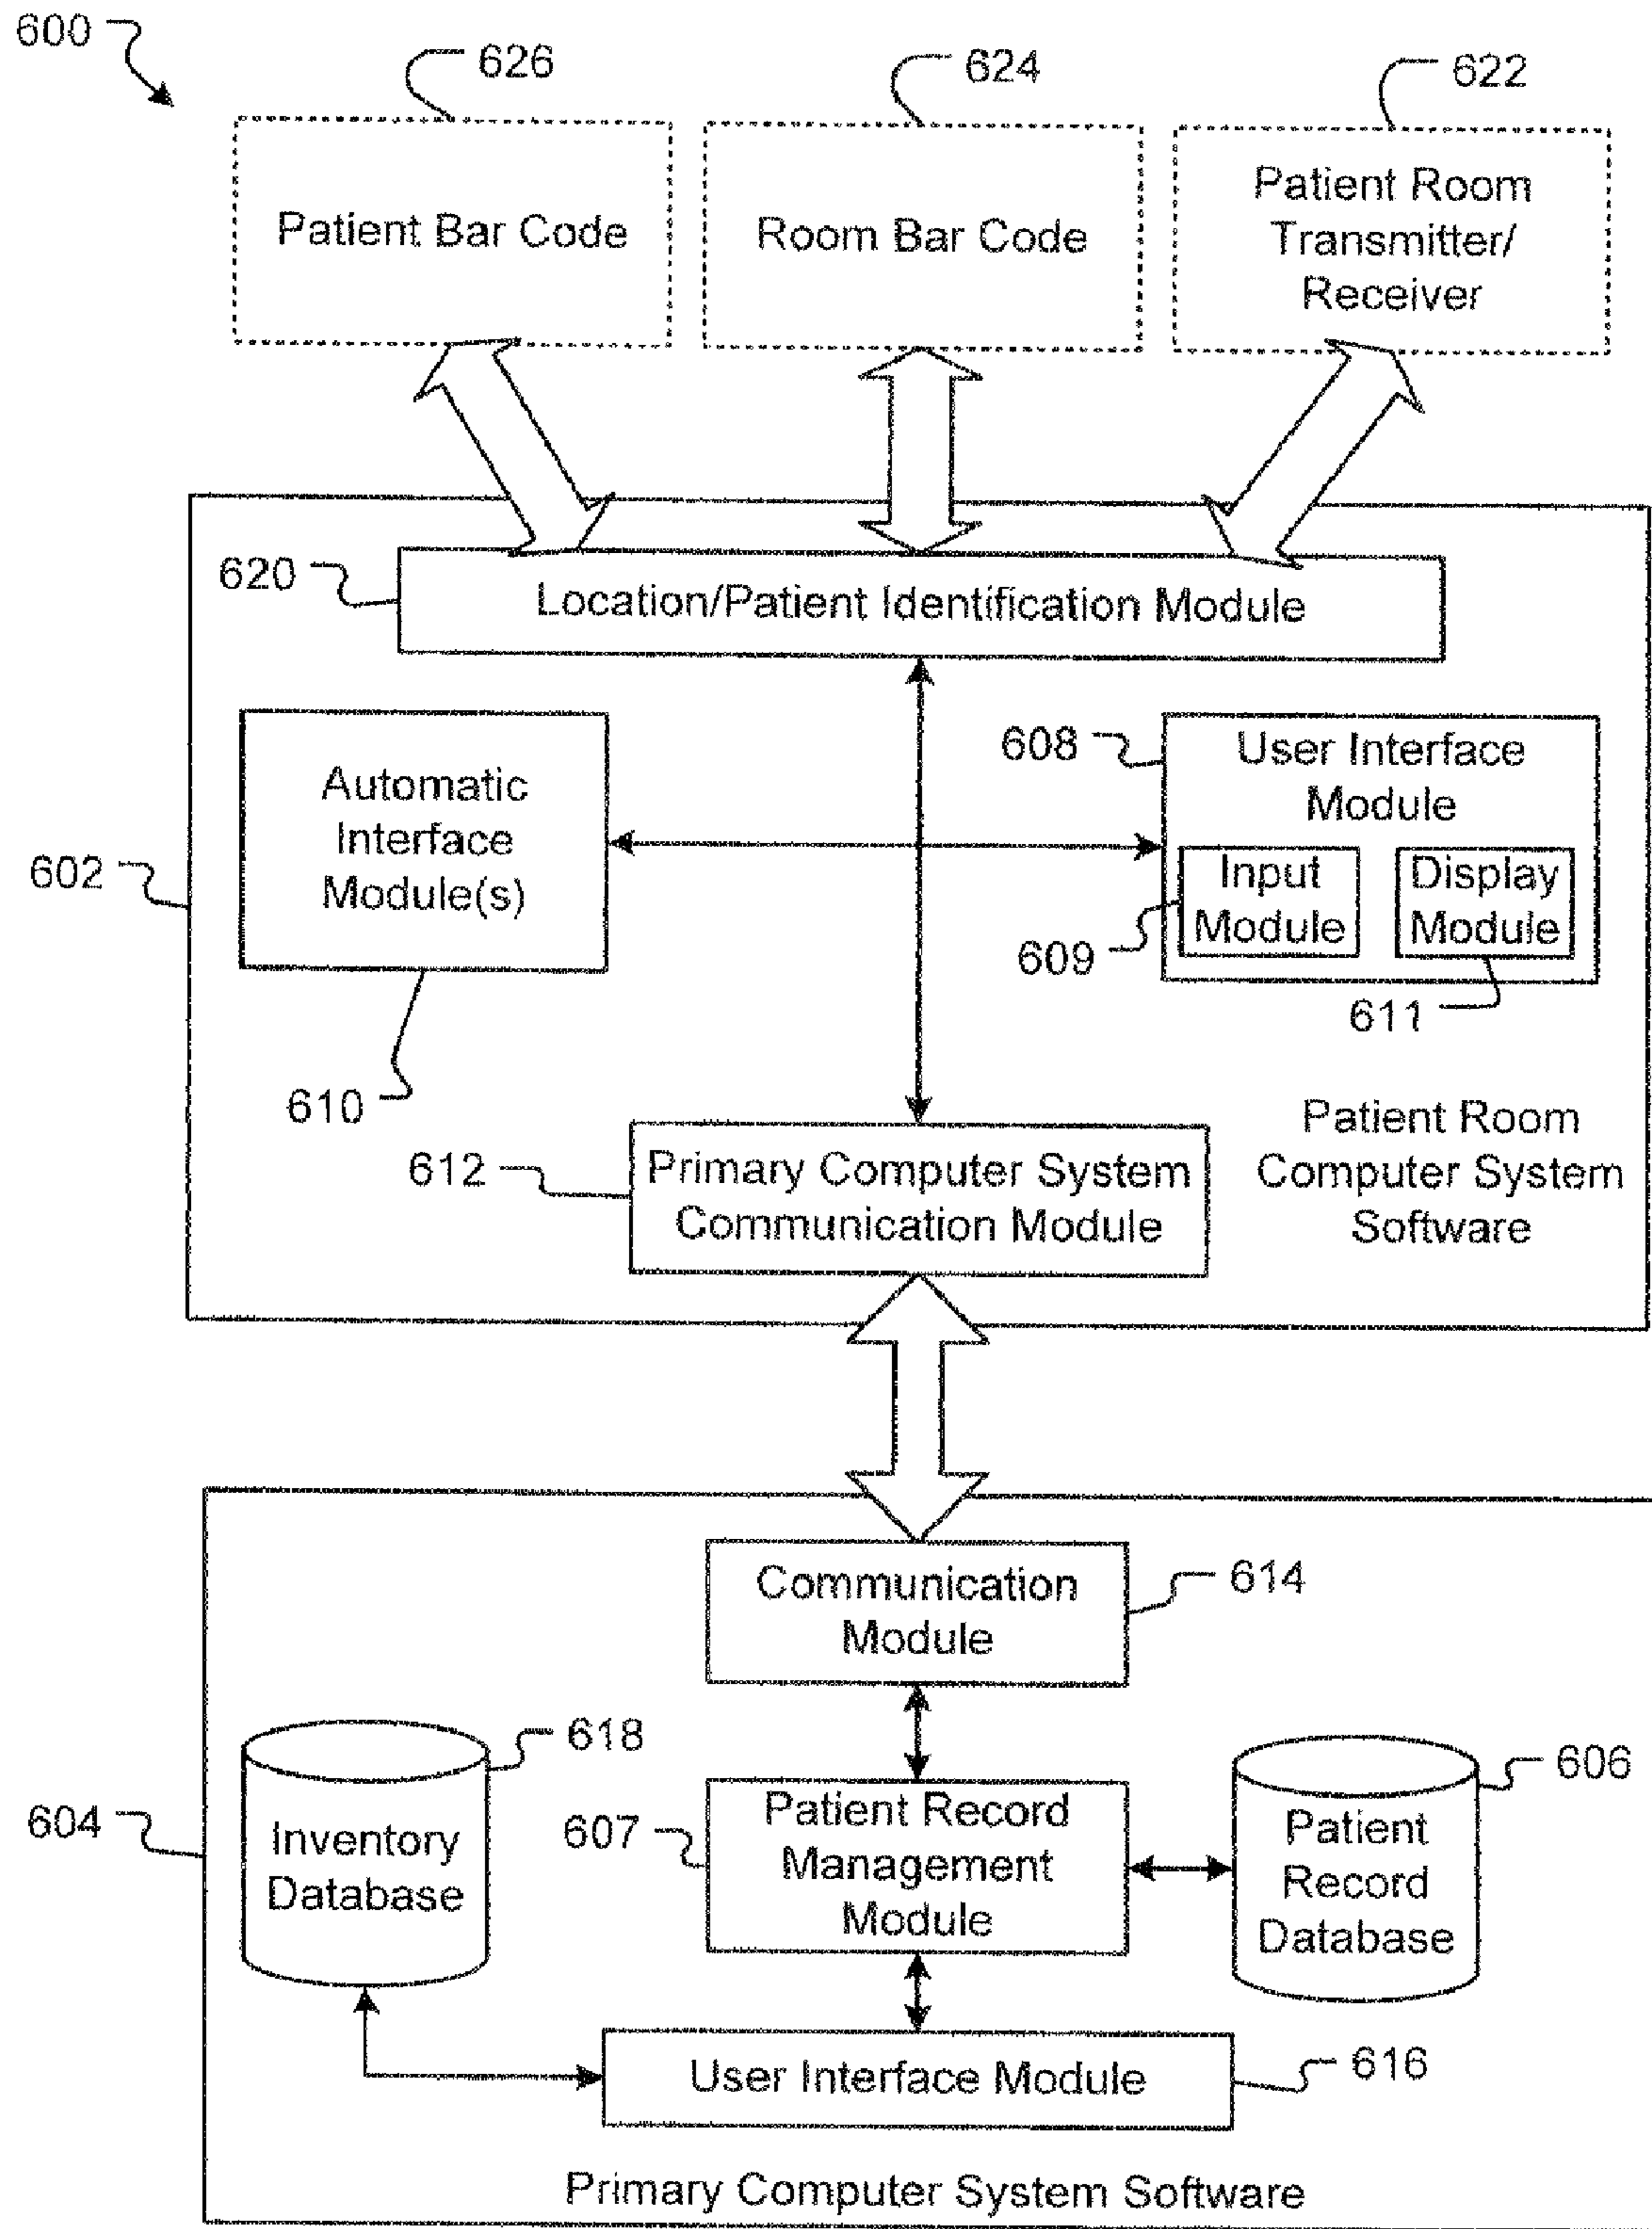 600
626
624
622
Patient Bar Code
Room Bar Code
Patient Room
Transmitter/
Receiver
620
Location/Patient Identification Module
Automatic
Interface
Module(s)
608
User Interface
Module
Input
Module
Display
Module
602
609
611
610
612
Primary Computer System
Communication Module
Patient Room
Computer System
Software
Communication
Module
614
618
Inventory
Database
604
607
Patient Record
Management
Module
606
Patient
Record
Database
User Interface Module
616
Primary Computer System Software